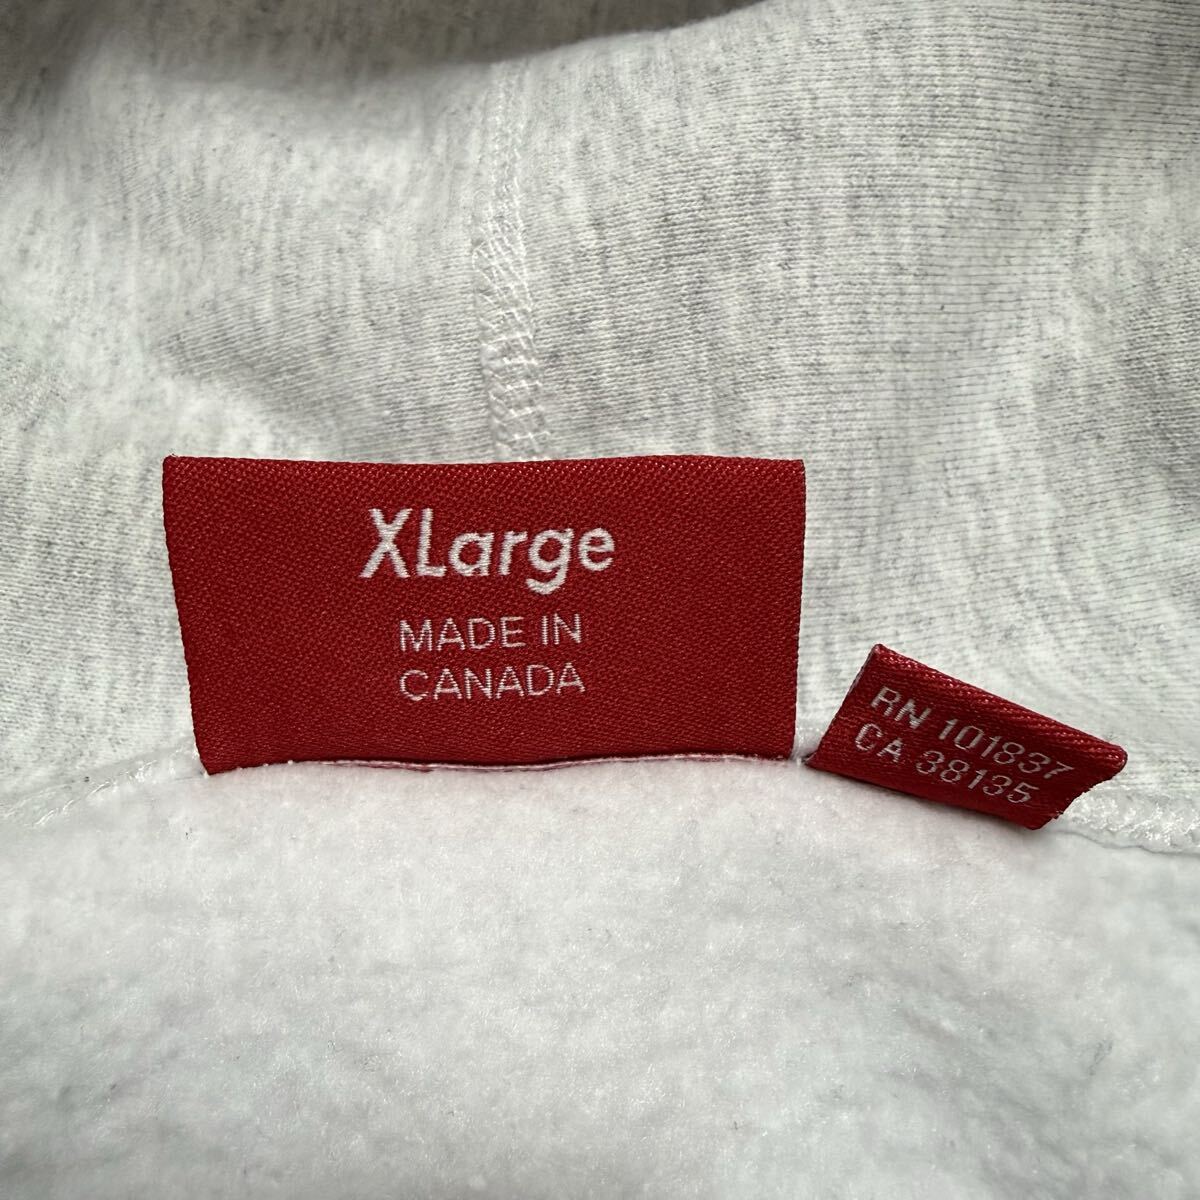 XLarge
MADE IN
CANADA
RN 101837
CA 38135